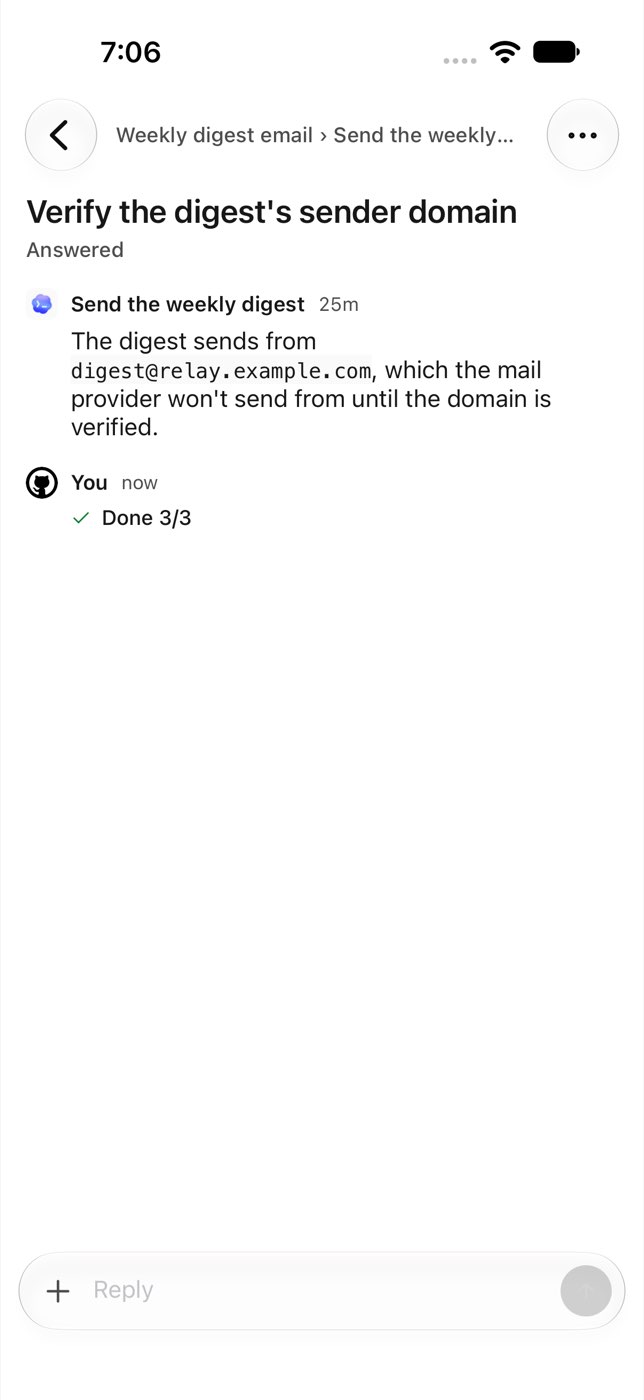 7:06
Weekly digest email › Send the weekly...
Verify the digest's sender domain
Answered
Send the weekly digest 25m
The digest sends from
digest@relay.example.com, which the mail
provider won't send from until the domain is
verified.
You now
Done 3/3
Reply